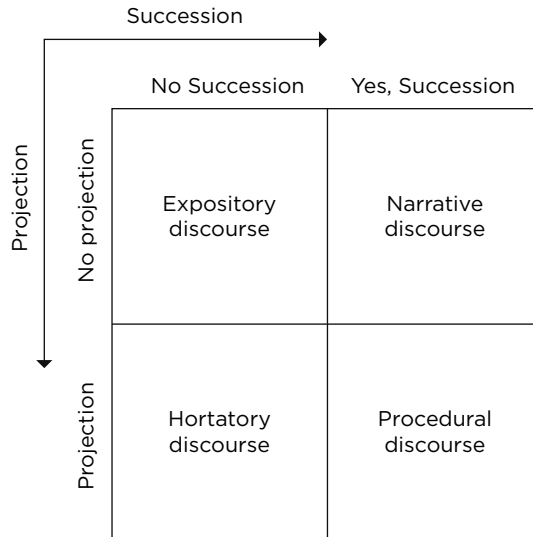 Succession
No Succession
Yes, Succession
Projection
No projection
Expository
discourse
Narrative
discourse
Projection
Hortatory
discourse
Procedural
discourse